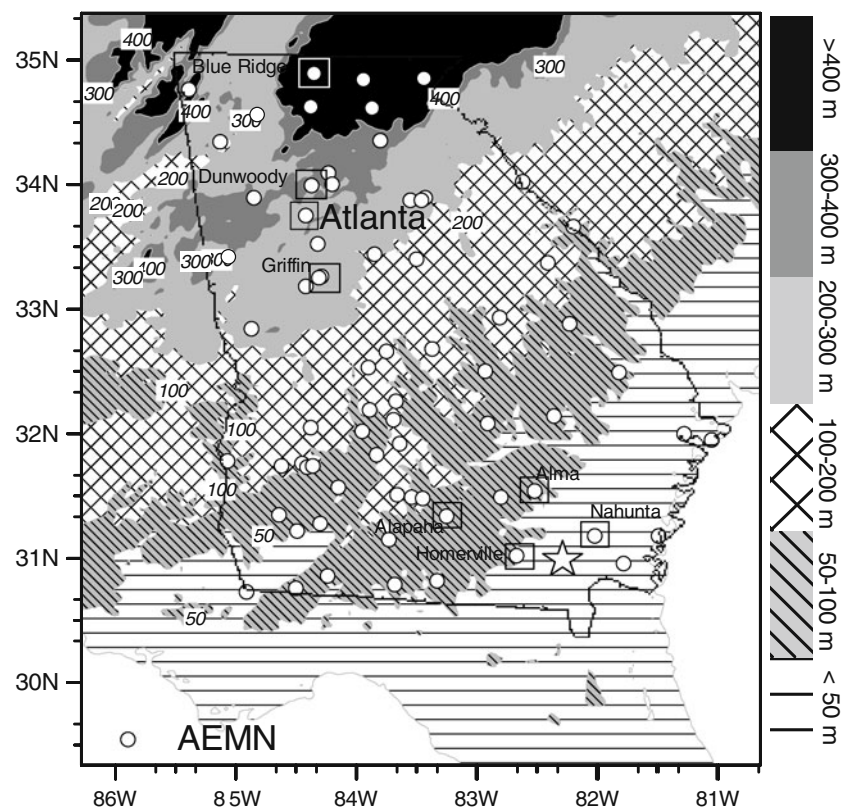 35N
34N
33N
32N
31N
30N
86W
85W
84W
83W
82W
81W
400
300
400
300
300
400
200
200
200
300
400
300
200
100
100
100
50
50
Blue Ridge
Dunwoody
Atlanta
Griffin
Alma
Nahunta
Alapaha
Homerville
AEMN
>400 m
300-400 m
200-300 m
100-200 m
50-100 m
< 50 m